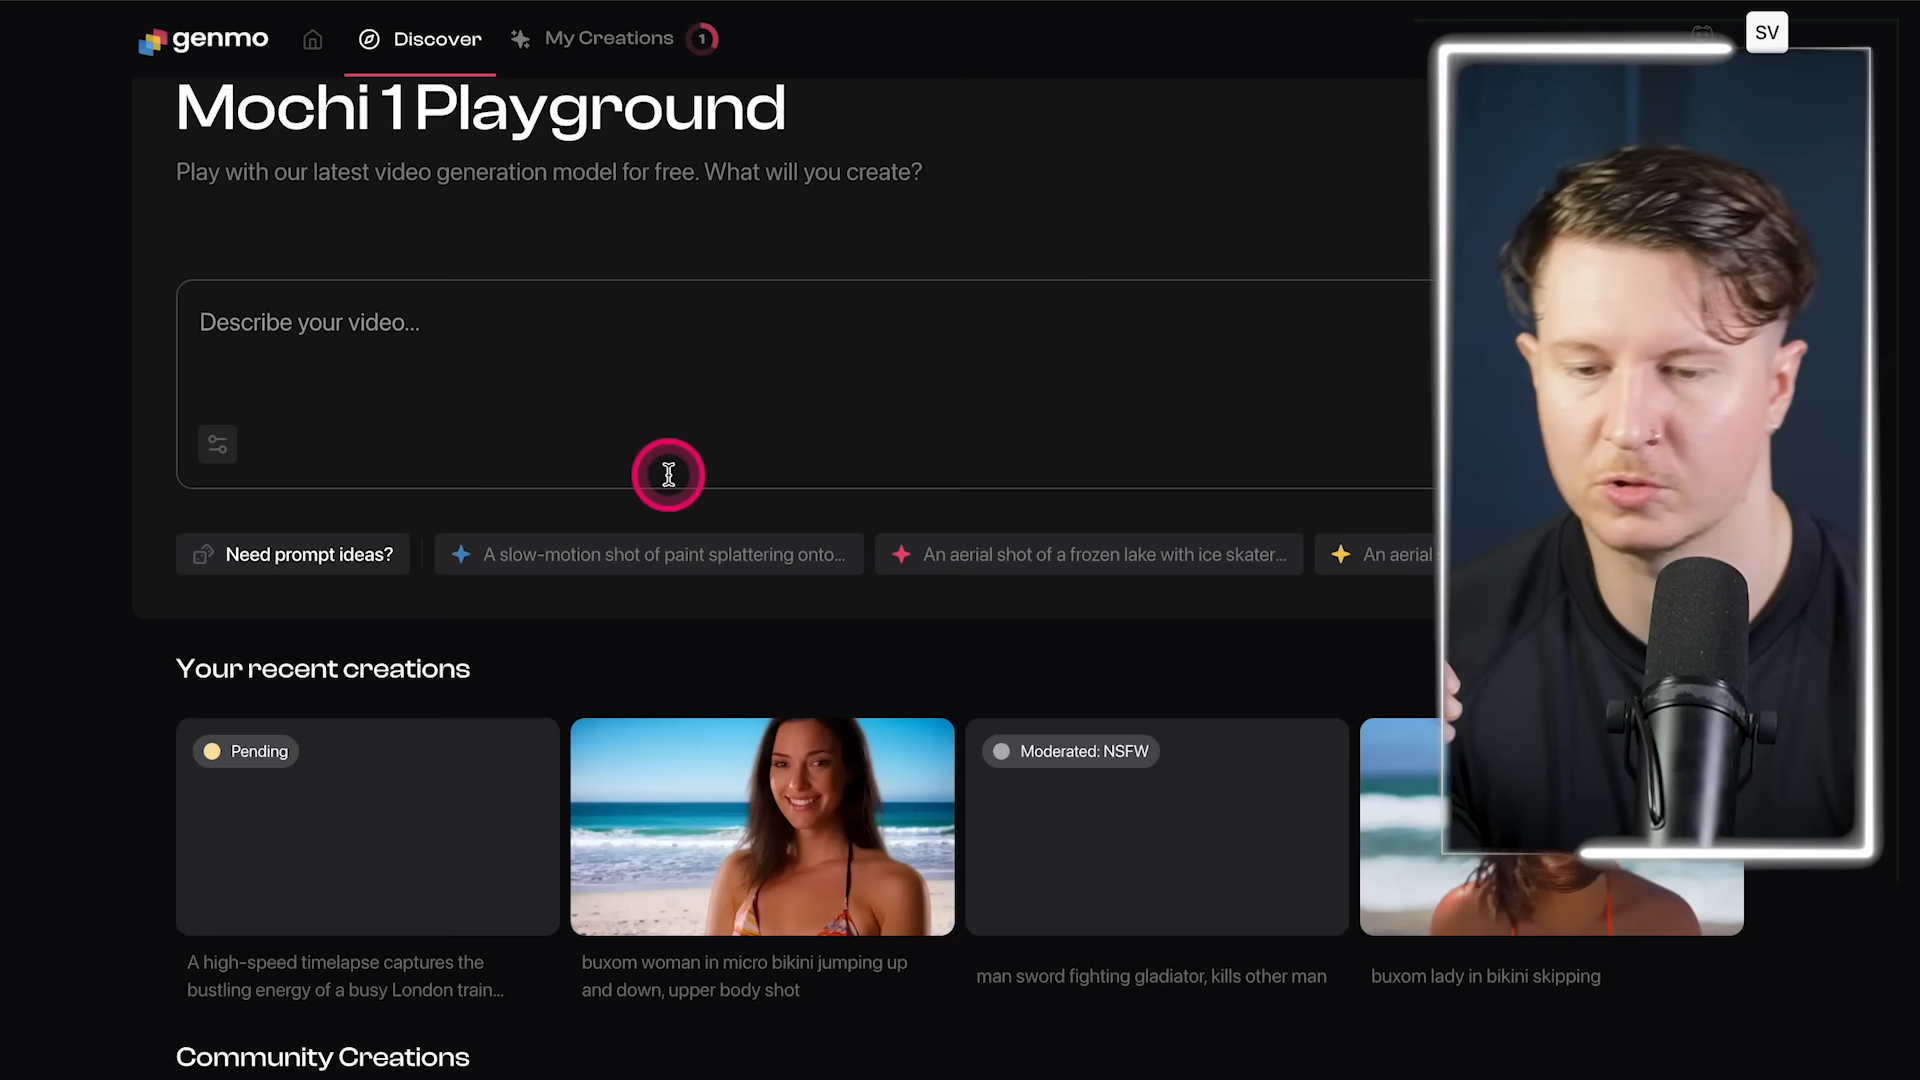 genmo
Discover
My Creations
1
SV
Mochi 1 Playground
Play with our latest video generation model for free. What will you create?
Describe your video...
Need prompt ideas?
A slow-motion shot of paint splattering onto...
An aerial shot of a frozen lake with ice skater...
An aerial
Your recent creations
Pending
Moderated: NSFW
A high-speed timelapse captures the
bustling energy of a busy London train...
buxom woman in micro bikini jumping up
and down, upper body shot
man sword fighting gladiator, kills other man
buxom lady in bikini skipping
Community Creations